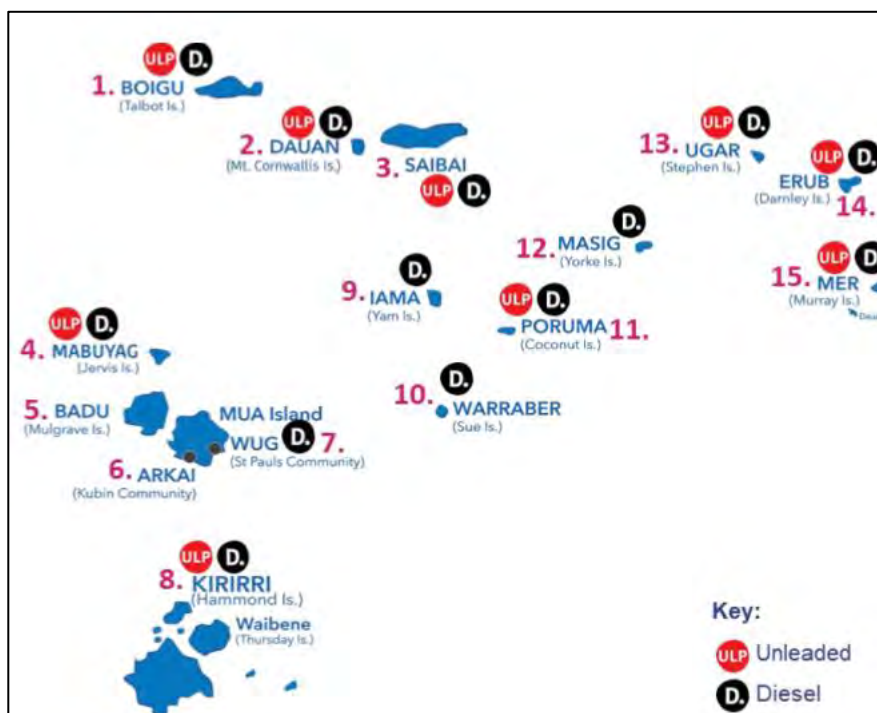 ULP D.
1. BOIGU
(Talbot Is.)
ULP D.
2. DAUAN
(Mt. Cornwallis Is.)
3. SAIBAI
ULP D.
ULP D.
13. UGAR
(Stephen Is.)
ULP D.
ERUB
(Darnley Is.) 14.
D.
12. MASIG
(Yorke Is.)
ULP D
15. MER
(Murray Is.)
D.
9. IAMA
(Yam Is.)
ULP D.
PORUMA 11.
(Coconut Is.)
ULP D.
4. MABUYAG
(Jervis Is.)
D.
10. WARRABER
(Sue Is.)
5. BADU
(Mulgrave Is.)
MUA Island
WUG D. 7.
(St Pauls Community)
6. ARKAI
(Kubin Community)
ULP D.
8. KIRIRRI
(Hammond Is.)
Waibene
(Thursday Is.)
Key:
ULP Unleaded
D. Diesel